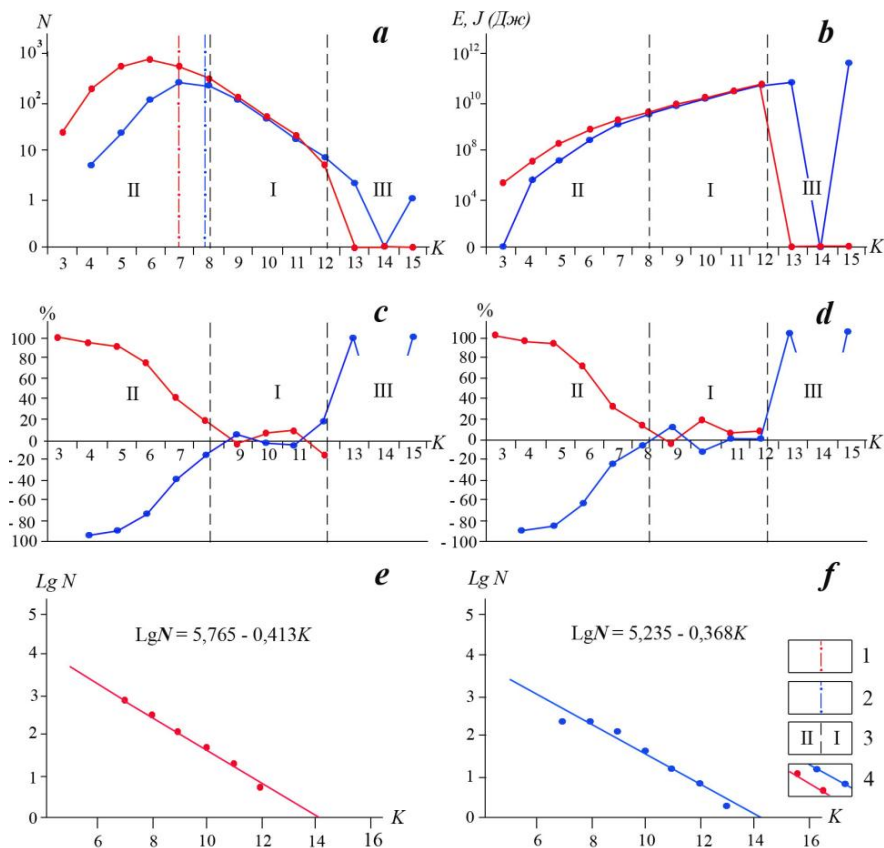 N
a
10³
10²
10
1
0
II
I
III
3 4 5 6 7 8 9 10 11 12 13 14 15
K
E, J (Дж)
b
10¹²
10¹⁰
10⁸
10⁴
0
II
I
III
3 4 5 6 7 8 9 10 11 12 13 14 15
K
%
c
100
80
60
40
20
0
- 20
- 40
- 60
- 80
- 100
II
I
III
3 4 5 6 7 8 9 10 11 12 13 14 15
K
%
d
100
80
60
40
20
0
- 20
- 40
- 60
- 80
- 100
II
I
III
3 4 5 6 7 8 9 10 11 12 13 14 15
K
Lg N
e
5
4
3
2
1
0
LgN = 5,765 - 0,413K
6 8 10 12 14 16
K
Lg N
f
5
4
3
2
1
0
LgN = 5,235 - 0,368K
6 8 10 12 14 16
K
1
2
II I 3
4